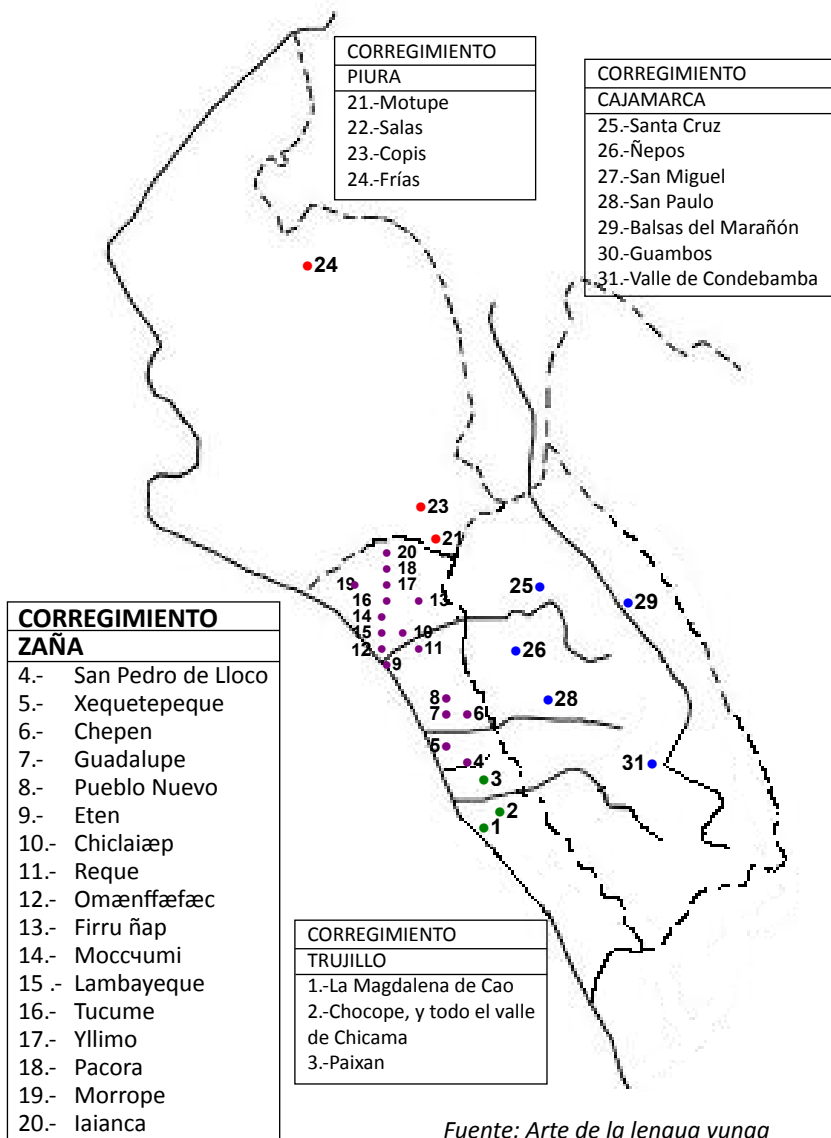 CORREGIMIENTO
PIURA
21.-Motupe
22.-Salas
23.-Copis
24.-Frías
CORREGIMIENTO
CAJAMARCA
25.-Santa Cruz
26.-Ñepos
27.-San Miguel
28.-San Paulo
29.-Balsas del Marañón
30.-Guambos
31.-Valle de Condebamba
24
23
21
20
18
19
17
16
13
14
15
10
12
11
9
25
29
26
8
7
6
28
5
4
3
31
2
1
CORREGIMIENTO
ZAÑA
4.- San Pedro de Lloco
5.- Xequetepeque
6.- Chepen
7.- Guadalupe
8.- Pueblo Nuevo
9.- Eten
10.- Chiclaiæp
11.- Reque
12.- Omænffæfæc
13.- Firru ñap
14.- Moccчumi
15 .- Lambayeque
16.- Tucume
17.- Yllimo
18.- Pacora
19.- Morrope
20.- Iaianca
CORREGIMIENTO
TRUJILLO
1.-La Magdalena de Cao
2.-Chocope, y todo el valle
de Chicama
3.-Paixan
Fuente: Arte de la lengua yunga